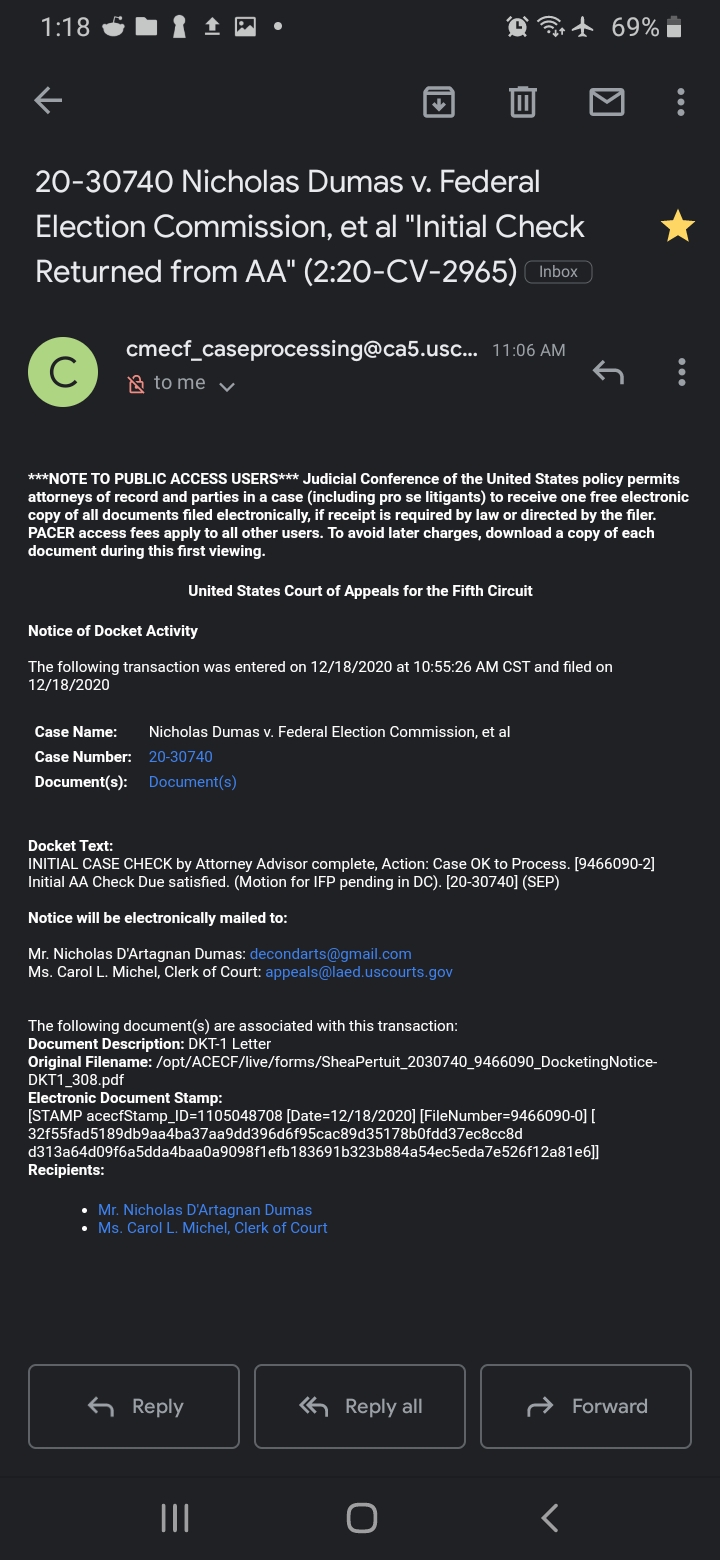 1:18
69%
20-30740 Nicholas Dumas v. Federal
Election Commission, et al "Initial Check
Returned from AA" (2:20-CV-2965) Inbox
C
cmecf_caseprocessing@ca5.usc... 11:06 AM
to me
***NOTE TO PUBLIC ACCESS USERS*** Judicial Conference of the United States policy permits
attorneys of record and parties in a case (including pro se litigants) to receive one free electronic
copy of all documents filed electronically, if receipt is required by law or directed by the filer.
PACER access fees apply to all other users. To avoid later charges, download a copy of each
document during this first viewing.
United States Court of Appeals for the Fifth Circuit
Notice of Docket Activity
The following transaction was entered on 12/18/2020 at 10:55:26 AM CST and filed on
12/18/2020
Case Name: Nicholas Dumas v. Federal Election Commission, et al
Case Number: 20-30740
Document(s): Document(s)
Docket Text:
INITIAL CASE CHECK by Attorney Advisor complete, Action: Case OK to Process. [9466090-2]
Initial AA Check Due satisfied. (Motion for IFP pending in DC). [20-30740] (SEP)
Notice will be electronically mailed to:
Mr. Nicholas D'Artagnan Dumas: decondarts@gmail.com
Ms. Carol L. Michel, Clerk of Court: appeals@laed.uscourts.gov
The following document(s) are associated with this transaction:
Document Description: DKT-1 Letter
Original Filename: /opt/ACECF/live/forms/SheaPertuit_2030740_9466090_DocketingNotice-
DKT1_308.pdf
Electronic Document Stamp:
[STAMP acecfStamp_ID=1105048708 [Date=12/18/2020] [FileNumber=9466090-0] [
32f55fad5189db9aa4ba37aa9dd396d6f95cac89d35178b0fdd37ec8cc8d
d313a64d09f6a5dda4baa0a9098f1efb183691b323b884a54ec5eda7e526f12a81e6]]
Recipients:
• Mr. Nicholas D'Artagnan Dumas
• Ms. Carol L. Michel, Clerk of Court
Reply
Reply all
Forward